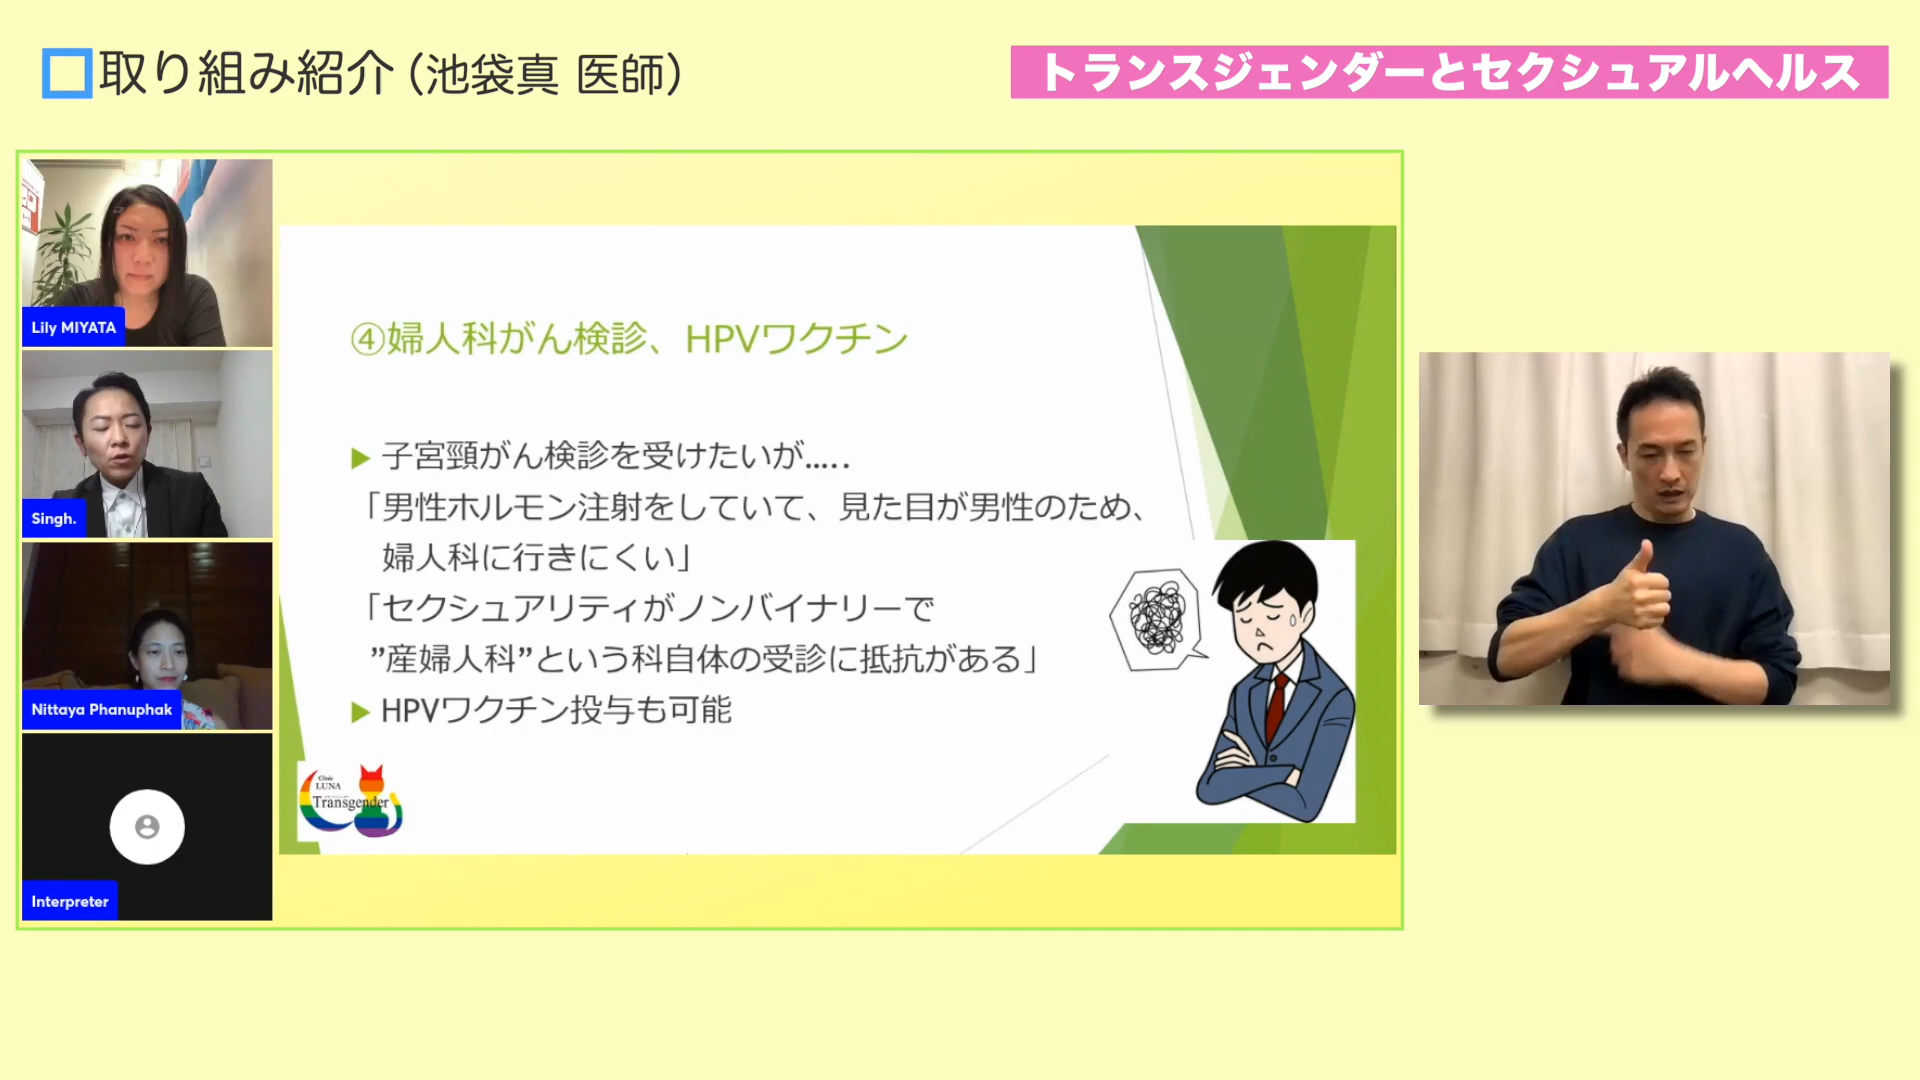 取り組み紹介(池袋真 医師)
トランスジェンダーとセクシュアルヘルス
Lily MIYATA
Singh.
Nittaya Phanuphak
Interpreter
④婦人科がん検診、HPVワクチン
▶ 子宮頸がん検診を受けたいが…..
「男性ホルモン注射をしていて、見た目が男性のため、
婦人科に行きにくい」
「セクシュアリティがノンバイナリーで
”産婦人科”という科自体の受診に抵抗がある」
▶ HPVワクチン投与も可能
Clinic
LUNA
Transgender